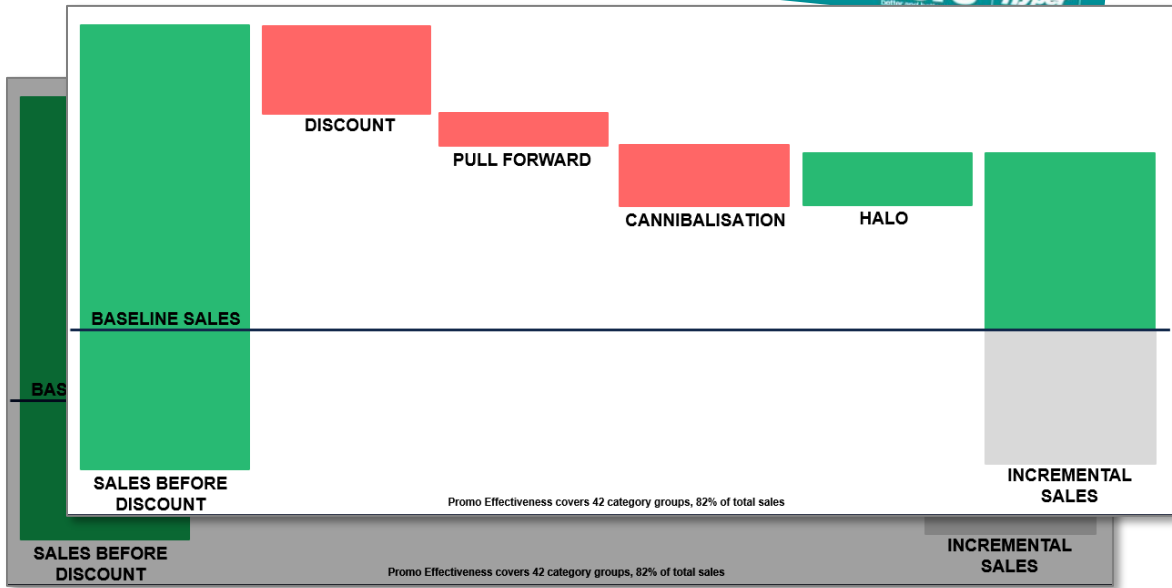 DISCOUNT
PULL FORWARD
CANNIBALISATION
HALO
BASELINE SALES
BAS
SALES BEFORE
DISCOUNT
INCREMENTAL
SALES
Promo Effectiveness covers 42 category groups, 82% of total sales
SALES BEFORE
DISCOUNT
INCREMENTAL
SALES
Promo Effectiveness covers 42 category groups, 82% of total sales